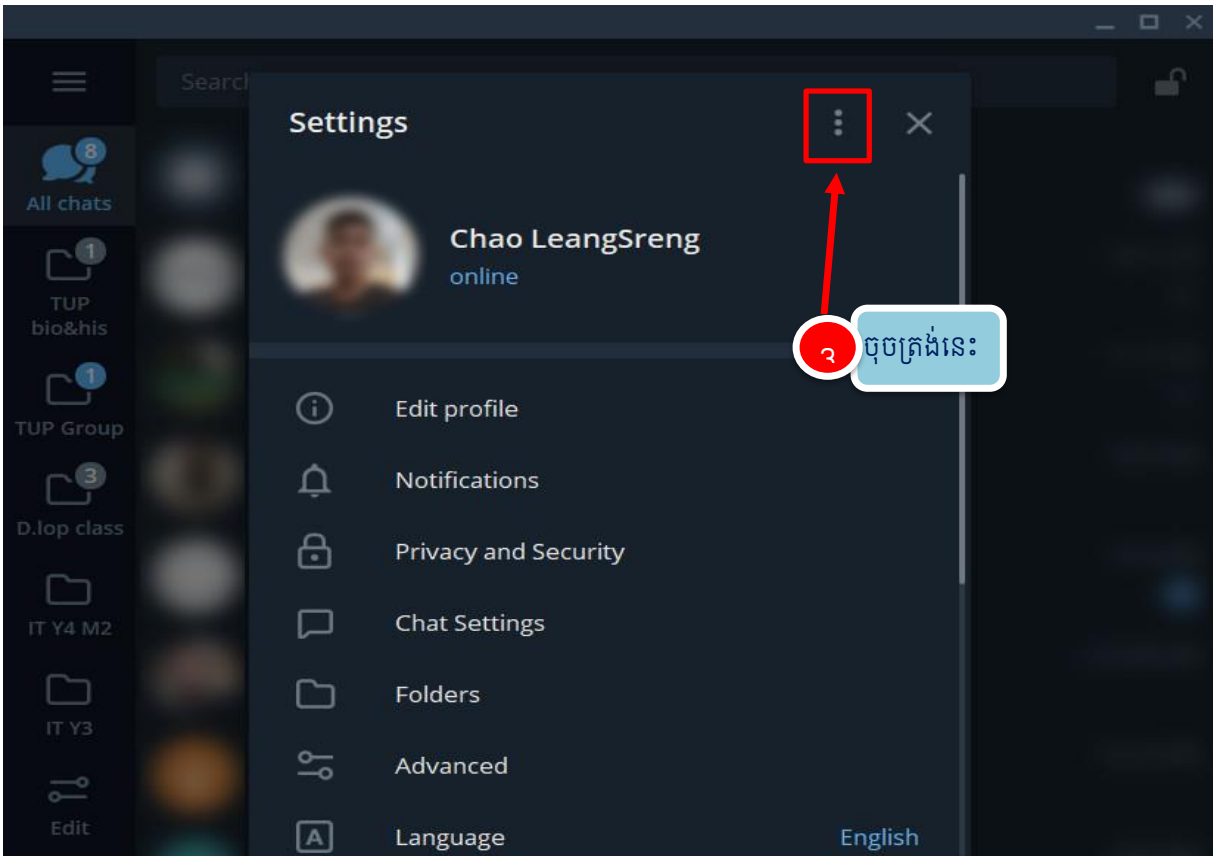 Search
Settings
8
All chats
Chao LeangSreng
online
1
TUP
bio&his
៣
ចុចត្រង់នេះ
1
TUP Group
Edit profile
Notifications
3
D.lop class
Privacy and Security
IT Y4 M2
Chat Settings
Folders
IT Y3
Advanced
Edit
Language
English